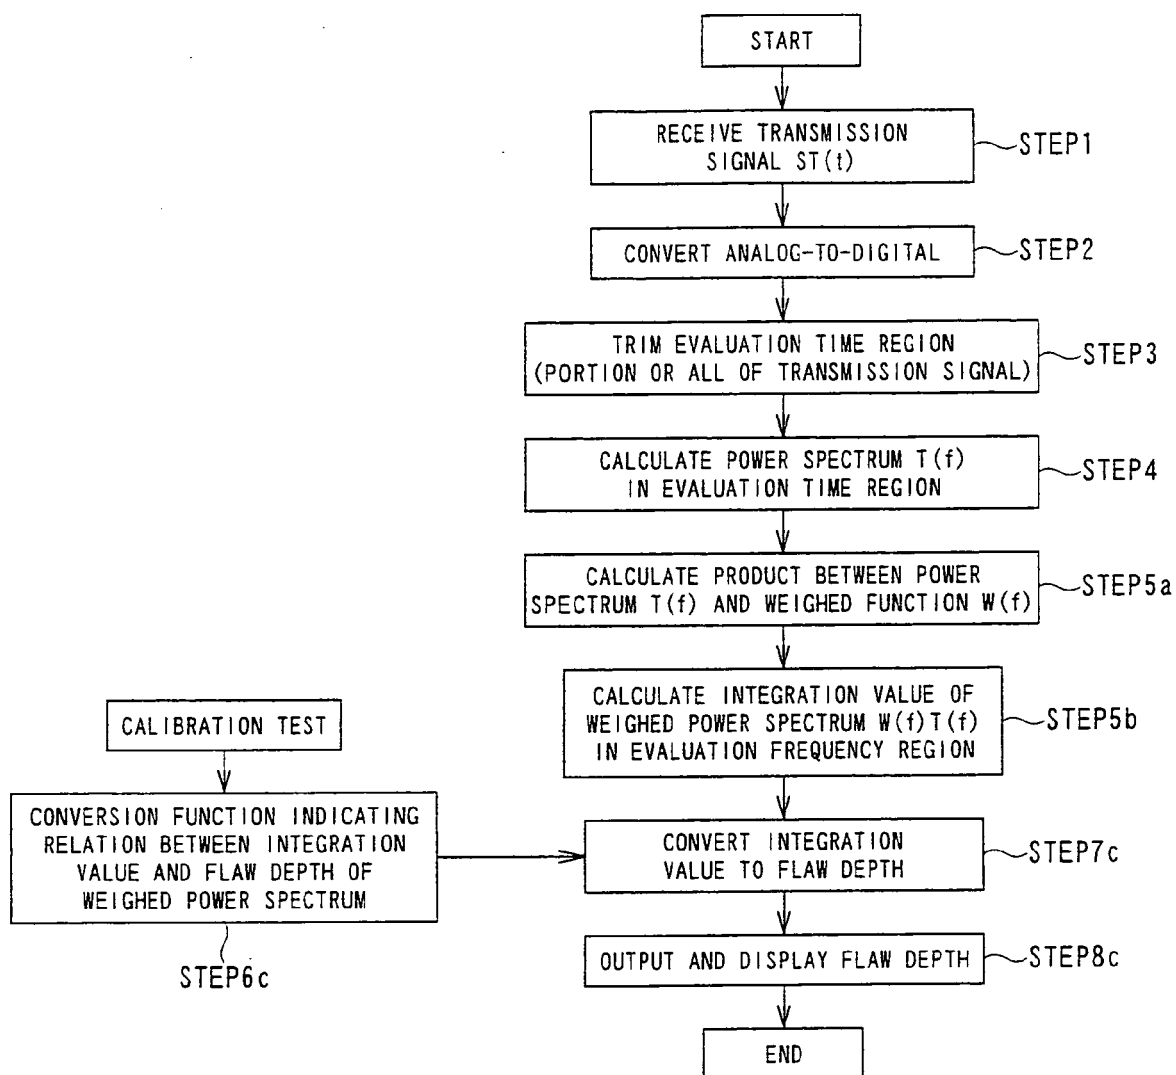 START
RECEIVE TRANSMISSION
SIGNAL ST(t)
STEP1
CONVERT ANALOG-TO-DIGITAL
STEP2
TRIM EVALUATION TIME REGION
(PORTION OR ALL OF TRANSMISSION SIGNAL)
STEP3
CALCULATE POWER SPECTRUM T(f)
IN EVALUATION TIME REGION
STEP4
CALCULATE PRODUCT BETWEEN POWER
SPECTRUM T(f) AND WEIGHED FUNCTION W(f)
STEP5a
CALCULATE INTEGRATION VALUE OF
WEIGHED POWER SPECTRUM W(f)T(f)
IN EVALUATION FREQUENCY REGION
STEP5b
CALIBRATION TEST
CONVERSION FUNCTION INDICATING
RELATION BETWEEN INTEGRATION
VALUE AND FLAW DEPTH OF
WEIGHED POWER SPECTRUM
STEP6c
CONVERT INTEGRATION
VALUE TO FLAW DEPTH
STEP7c
OUTPUT AND DISPLAY FLAW DEPTH
STEP8c
END